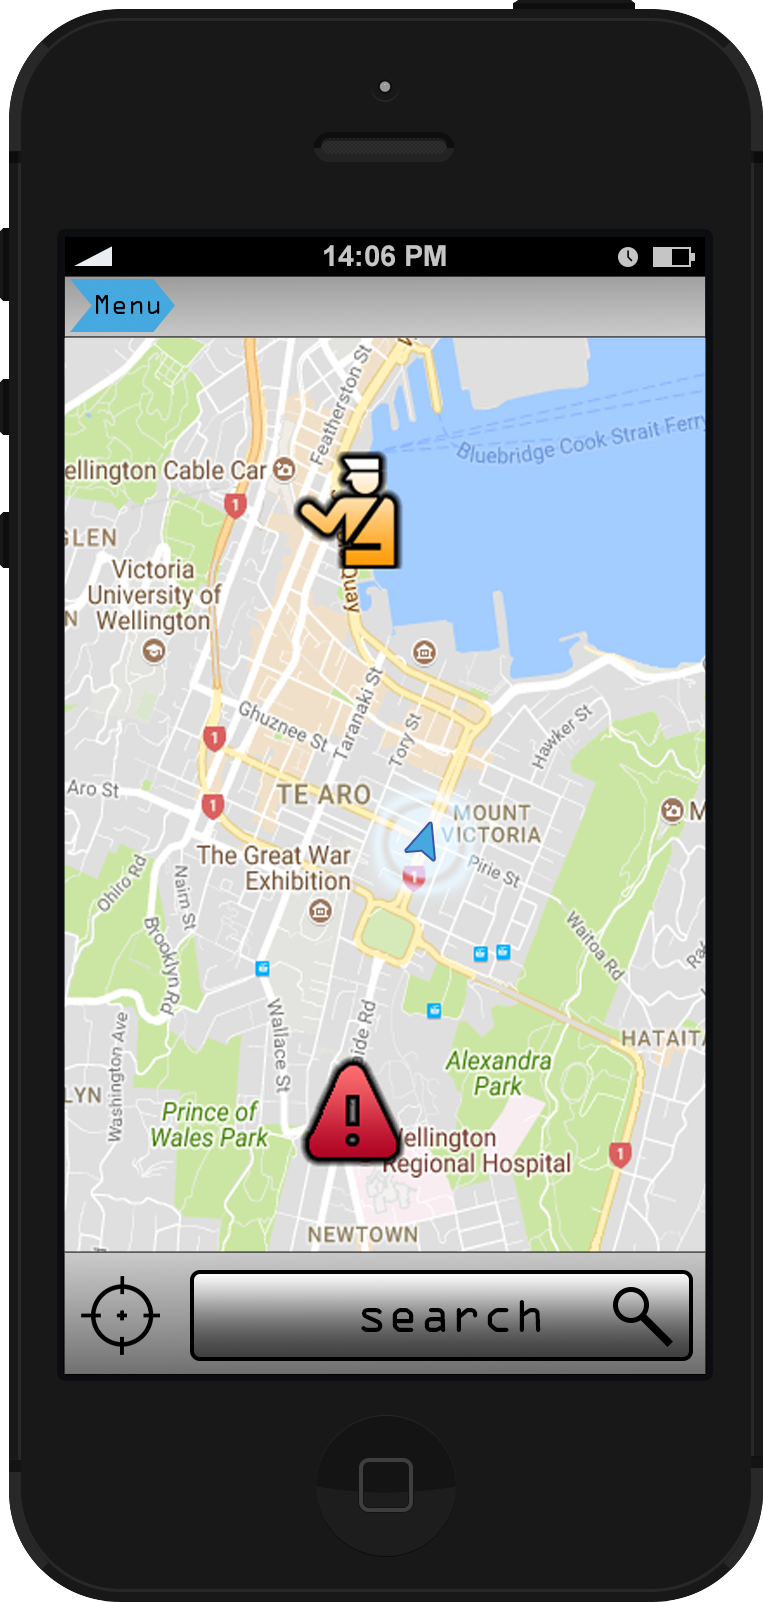 14:06 PM
Menu
Featherston St
Bluebridge Cook Strait Ferry
ellington Cable Car
1
GLEN
Victoria
University of
Wellington
N
Quay
Ghuznee St
Taranaki St
Tory St
Hawker St
1
Aro St
TE ARO
1
MOUNT
VICTORIA
M
The Great War
Exhibition
Pirie St
1
Ohiro Rd
Nairn St
Brooklyn Rd
Waitoa Rd
Wallace St
ide Rd
Washington Ave
HATAITA
Alexandra
Park
LYN
Prince of
Wales Park
ellington
Regional Hospital
1
NEWTOWN
search